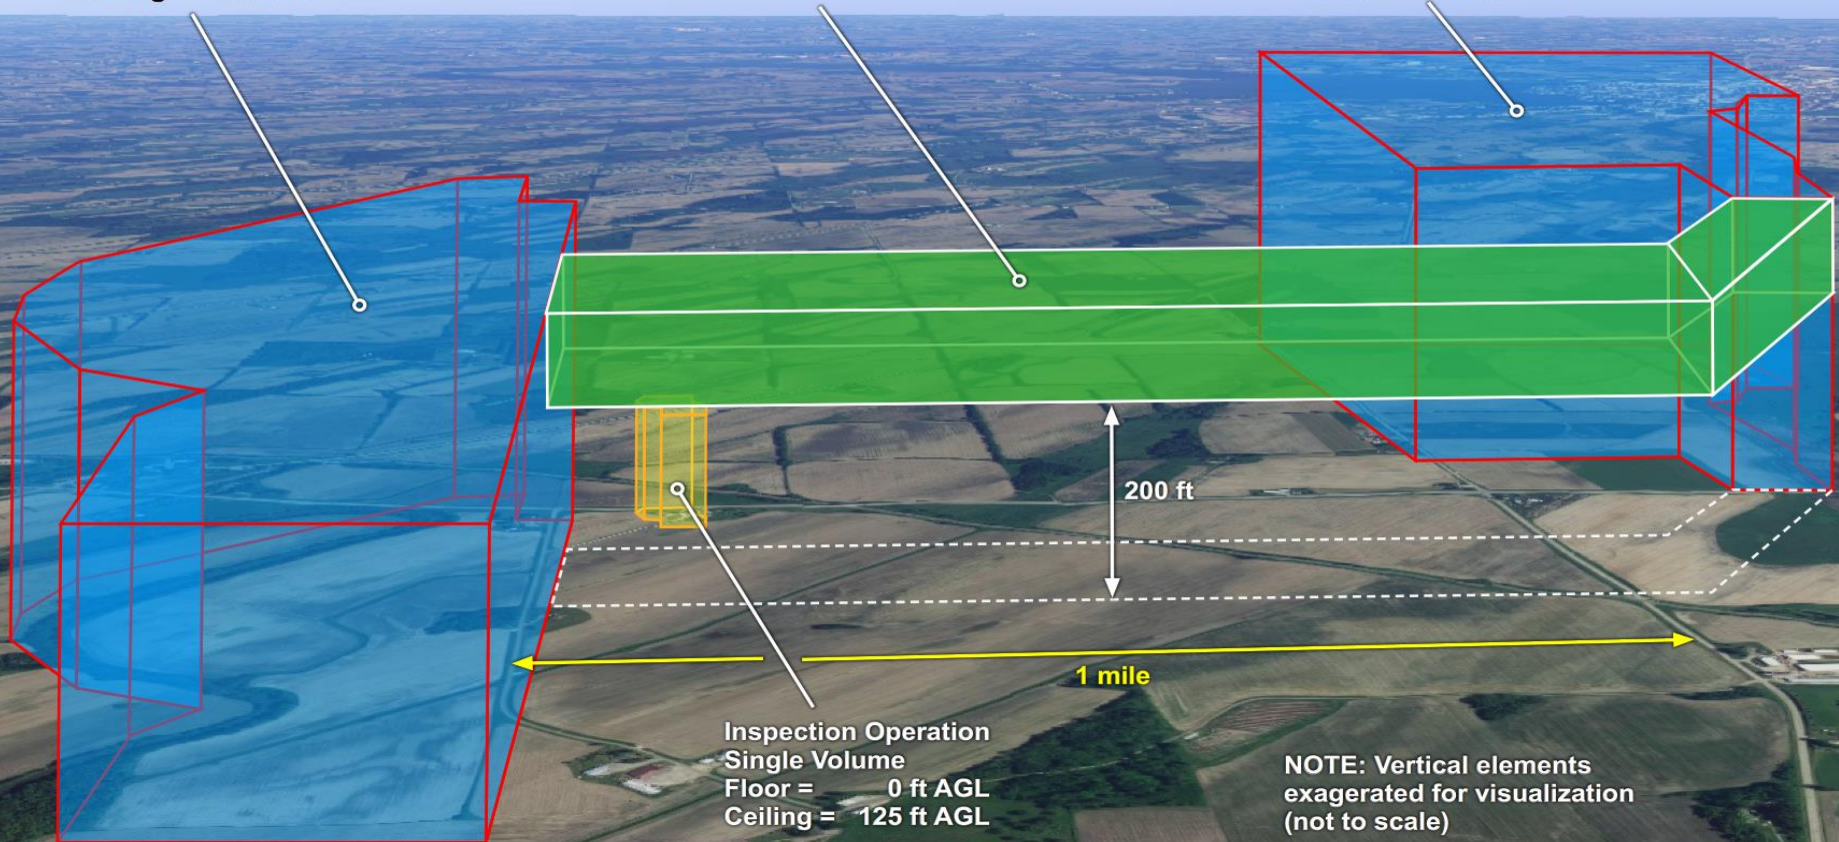 200 ft
1 mile
Inspection Operation
Single Volume
Floor = 0 ft AGL
Ceiling = 125 ft AGL
NOTE: Vertical elements
exagerated for visualization
(not to scale)